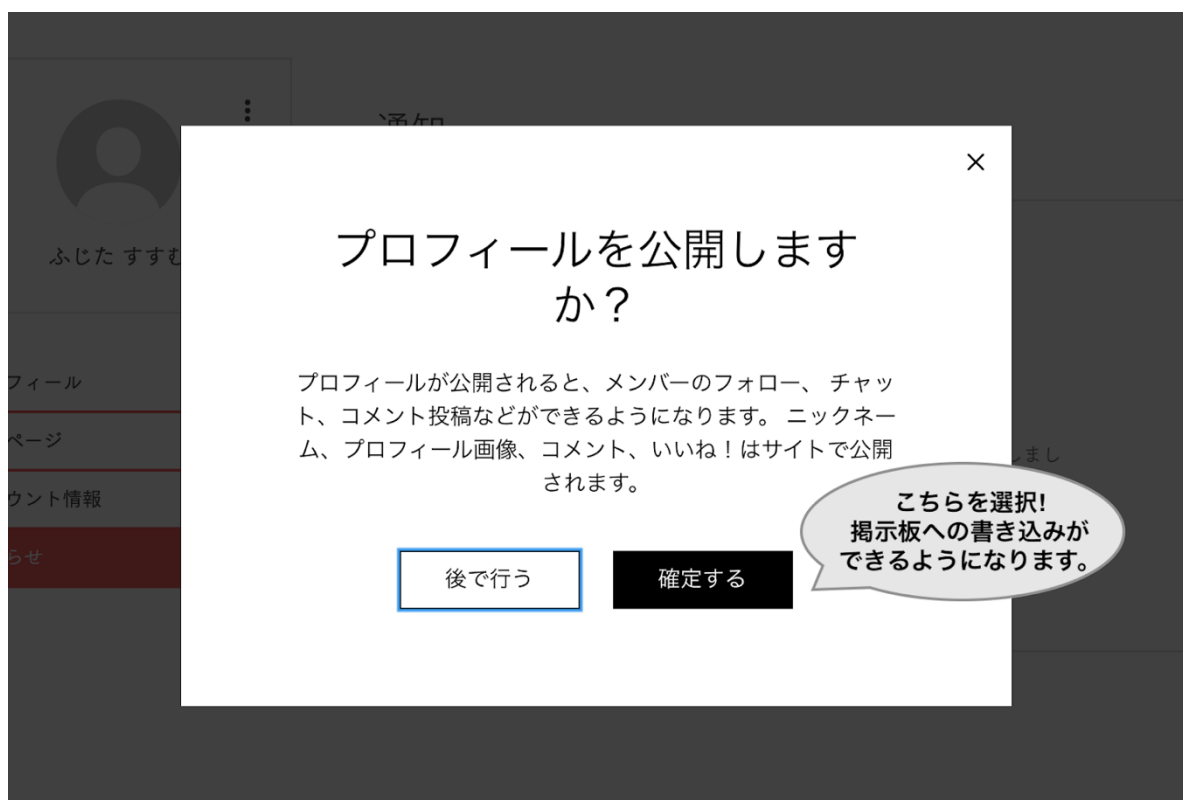 通知
ふじた すすむ
フィール
ページ
ウント情報
らせ
しまし
プロフィールを公開します
か？
プロフィールが公開されると、メンバーのフォロー、 チャッ
ト、コメント投稿などができるようになります。 ニックネー
ム、プロフィール画像、コメント、いいね！はサイトで公開
されます。
後で行う
確定する
こちらを選択!
掲示板への書き込みが
できるようになります。